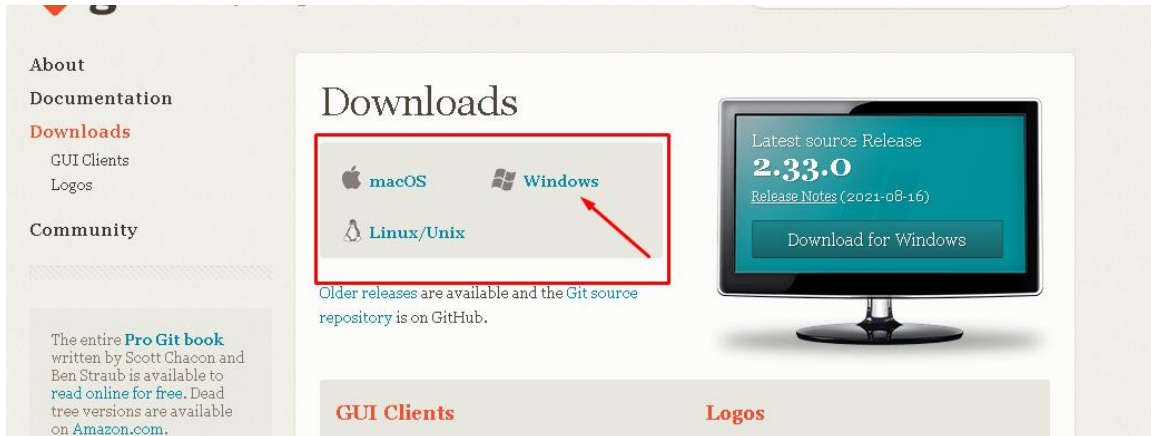 About
Documentation
Downloads
GUI Clients
Logos
Community
The entire Pro Git book
written by Scott Chacon and
Ben Straub is available to
read online for free. Dead
tree versions are available
on Amazon.com.
Downloads
macOS
Windows
Linux/Unix
Older releases are available and the Git source
repository is on GitHub.
Latest source Release
2.33.0
Release Notes (2021-08-16)
Download for Windows
GUI Clients
Logos